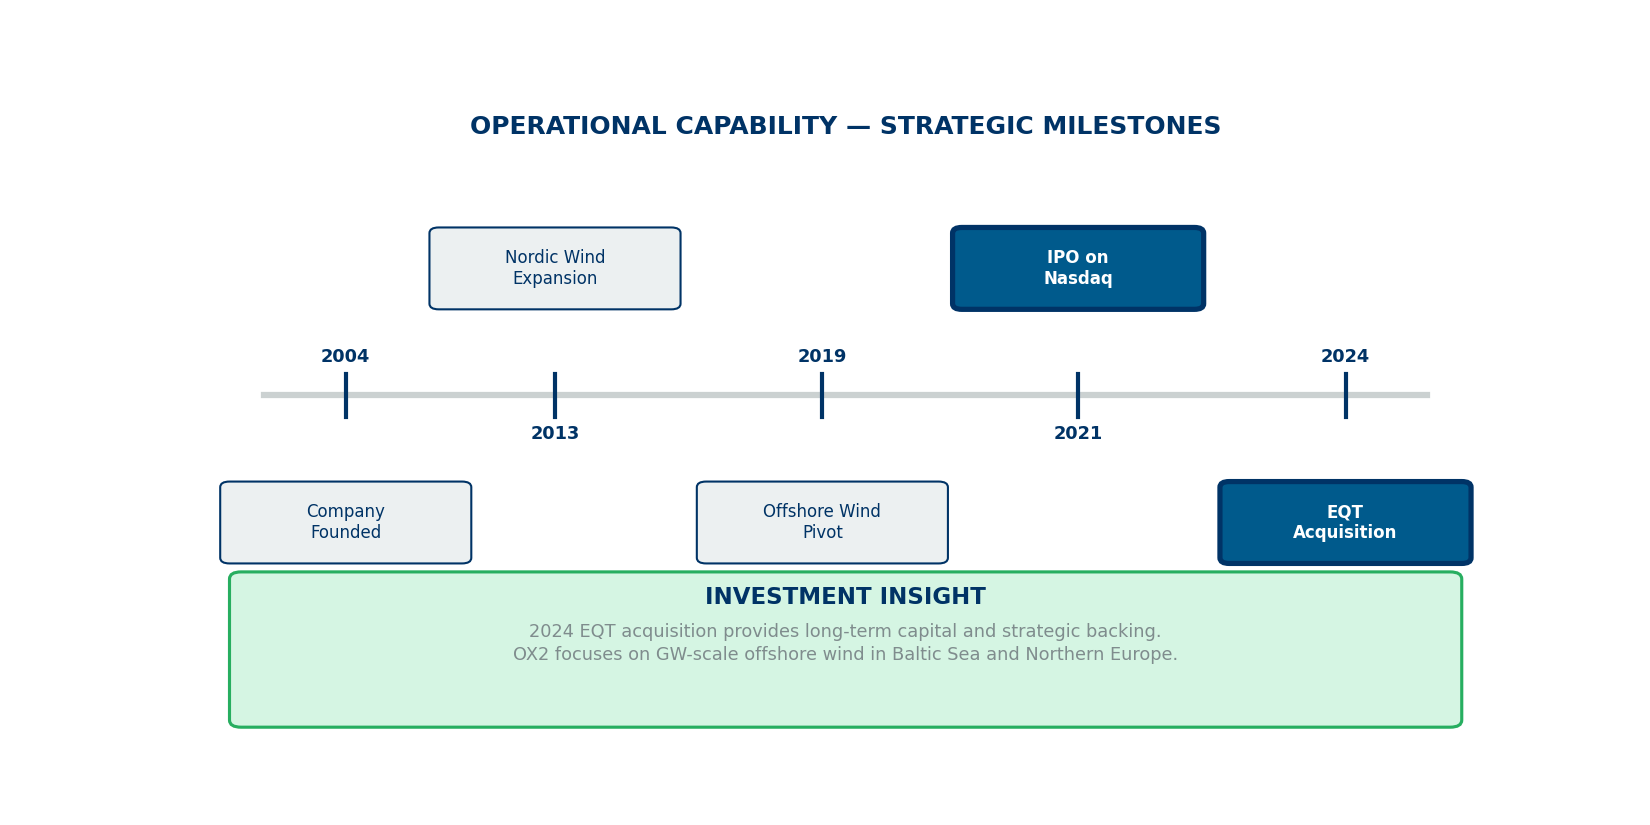 OPERATIONAL CAPABILITY — STRATEGIC MILESTONES
Nordic Wind
Expansion
IPO on
Nasdaq
2004
2019
2024
2013
2021
Company
Founded
Offshore Wind
Pivot
EQT
Acquisition
INVESTMENT INSIGHT
2024 EQT acquisition provides long-term capital and strategic backing.
OX2 focuses on GW-scale offshore wind in Baltic Sea and Northern Europe.